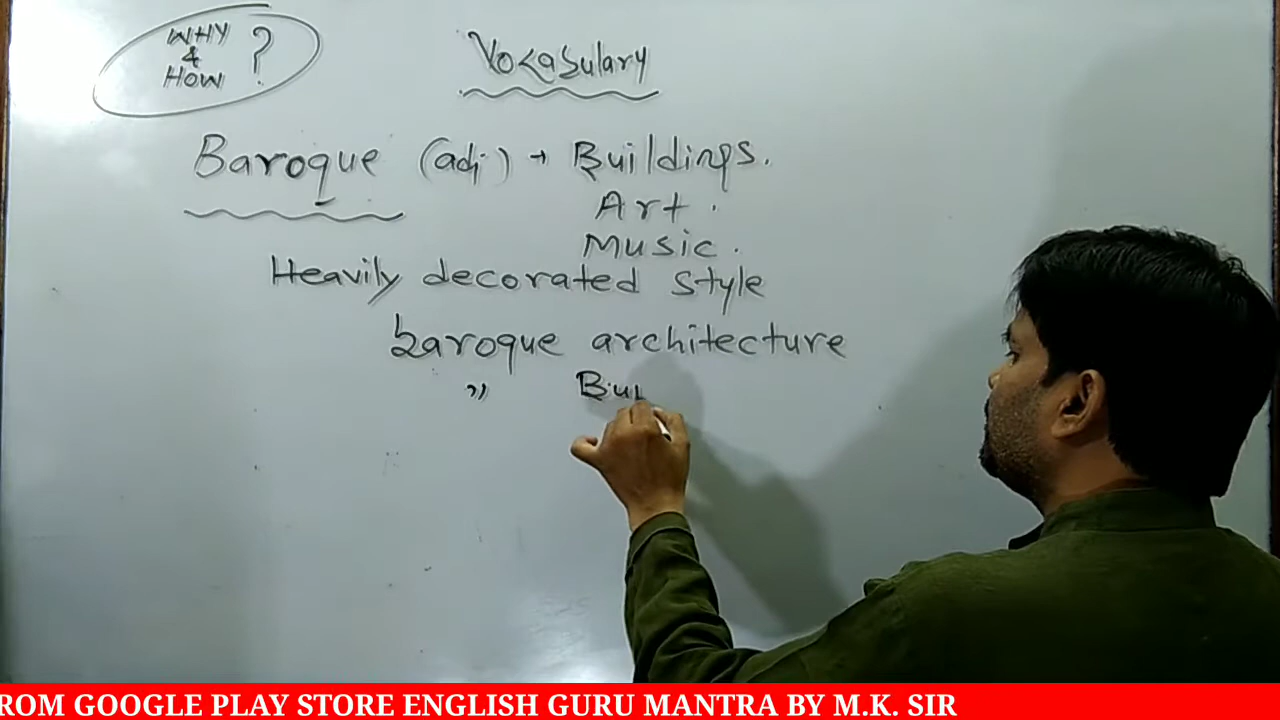 WHY
&
HOW ?
Vocabulary
Baroque (adj) → Buildings.
Art.
Music.
Heavily decorated style
baroque architecture
" Bui
ROM GOOGLE PLAY STORE ENGLISH GURU MANTRA BY M.K. SIR